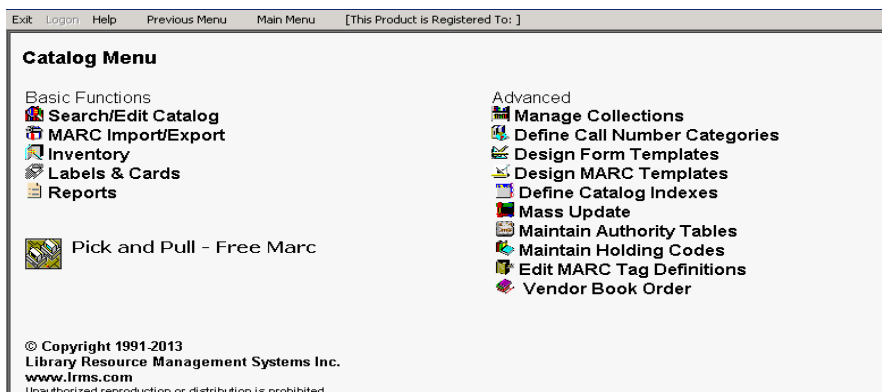 Exit Logon Help Previous Menu Main Menu [This Product is Registered To: ]
Catalog Menu
Basic Functions
Search/Edit Catalog
MARC Import/Export
Inventory
Labels & Cards
Reports
Pick and Pull - Free Marc
Advanced
Manage Collections
Define Call Number Categories
Design Form Templates
Design MARC Templates
Define Catalog Indexes
Mass Update
Maintain Authority Tables
Maintain Holding Codes
Edit MARC Tag Definitions
Vendor Book Order
© Copyright 1991-2013
Library Resource Management Systems Inc.
www.lrms.com
Unauthorized reproduction or distribution is prohibited